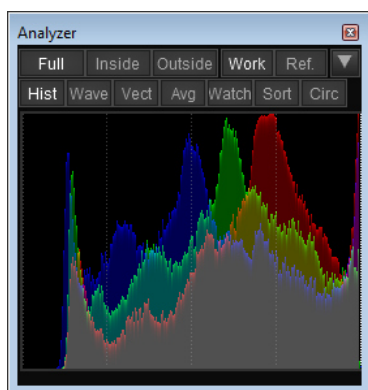 Analyzer
Full Inside Outside Work Ref.
Hist Wave Vect Avg Watch Sort Circ